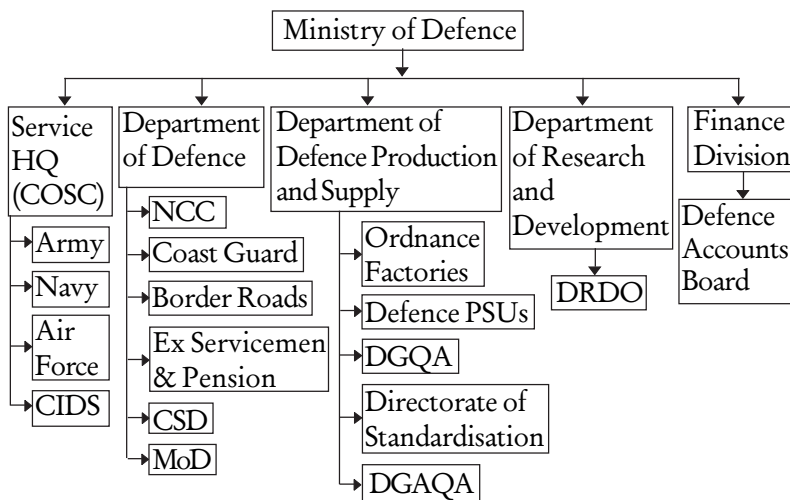 Ministry of Defence
Service
HQ
(COSC)
Army
Navy
Air
Force
CIDS
Department
of Defence
NCC
Coast Guard
Border Roads
Ex Servicemen
& Pension
CSD
MoD
Department of
Defence Production
and Supply
Ordnance
Factories
Defence PSUs
DGQA
Directorate of
Standardisation
DGAQA
Department
of Research
and
Development
DRDO
Finance
Division
Defence
Accounts
Board